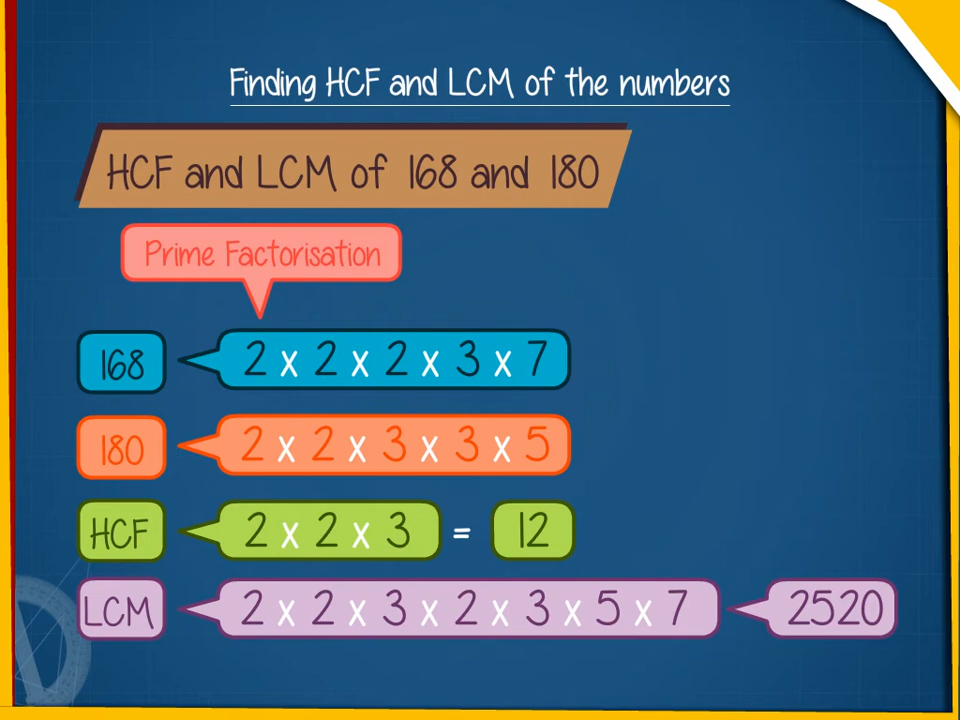 Finding HCF and LCM of the numbers
HCF and LCM of 168 and 180
Prime Factorisation
168 2 x 2 x 2 x 3 x 7
180 2 x 2 x 3 x 3 x 5
HCF 2 x 2 x 3 = 12
LCM 2 x 2 x 3 x 2 x 3 x 5 x 7 2520